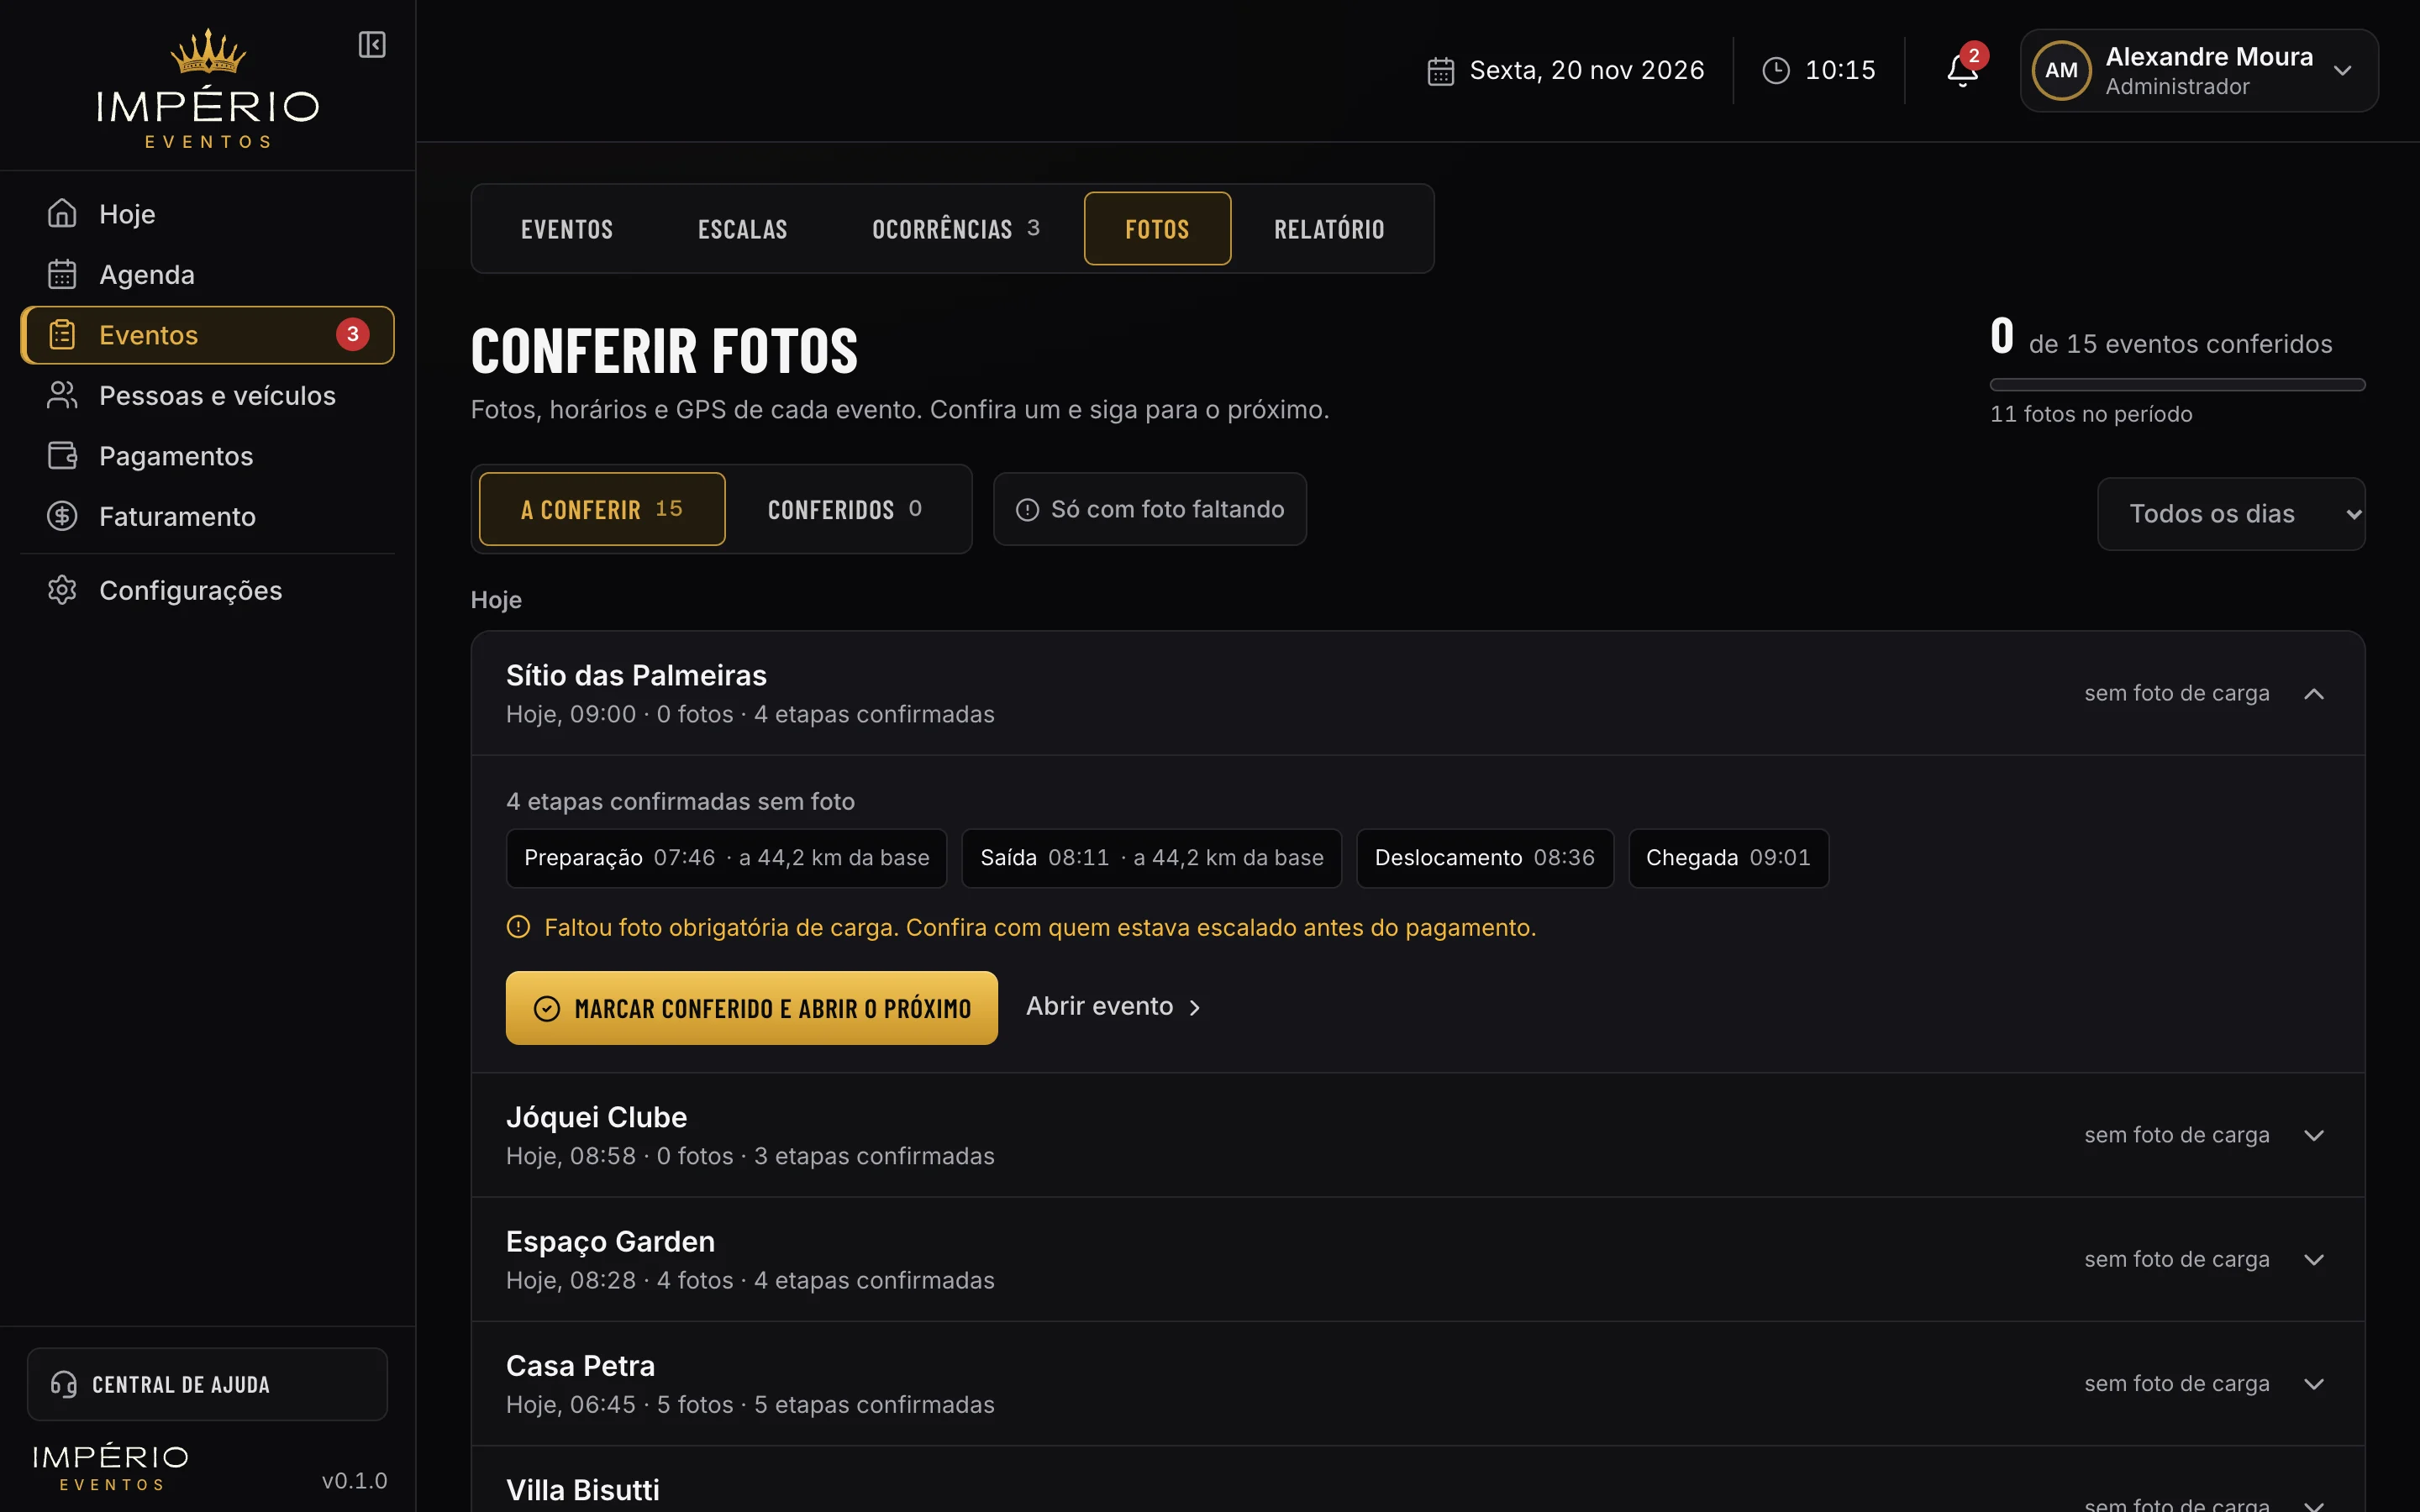 IMPÉRIO
EVENTOS
Sexta, 20 nov 2026
10:15
2
AM
Alexandre Moura
Administrador
Hoje
Agenda
Eventos 3
Pessoas e veículos
Pagamentos
Faturamento
Configurações
EVENTOS ESCALAS OCORRÊNCIAS 3 FOTOS RELATÓRIO
CONFERIR FOTOS
Fotos, horários e GPS de cada evento. Confira um e siga para o próximo.
0 de 15 eventos conferidos
11 fotos no período
A CONFERIR 15 CONFERIDOS 0 Só com foto faltando
Todos os dias
Hoje
Sítio das Palmeiras
Hoje, 09:00 · 0 fotos · 4 etapas confirmadas
sem foto de carga
4 etapas confirmadas sem foto
Preparação 07:46 · a 44,2 km da base Saída 08:11 · a 44,2 km da base Deslocamento 08:36 Chegada 09:01
Faltou foto obrigatória de carga. Confira com quem estava escalado antes do pagamento.
MARCAR CONFERIDO E ABRIR O PRÓXIMO Abrir evento
Jóquei Clube
Hoje, 08:58 · 0 fotos · 3 etapas confirmadas
sem foto de carga
Espaço Garden
Hoje, 08:28 · 4 fotos · 4 etapas confirmadas
sem foto de carga
Casa Petra
Hoje, 06:45 · 5 fotos · 5 etapas confirmadas
sem foto de carga
Villa Bisutti
sem foto de carga
CENTRAL DE AJUDA
IMPÉRIO
EVENTOS
v0.1.0